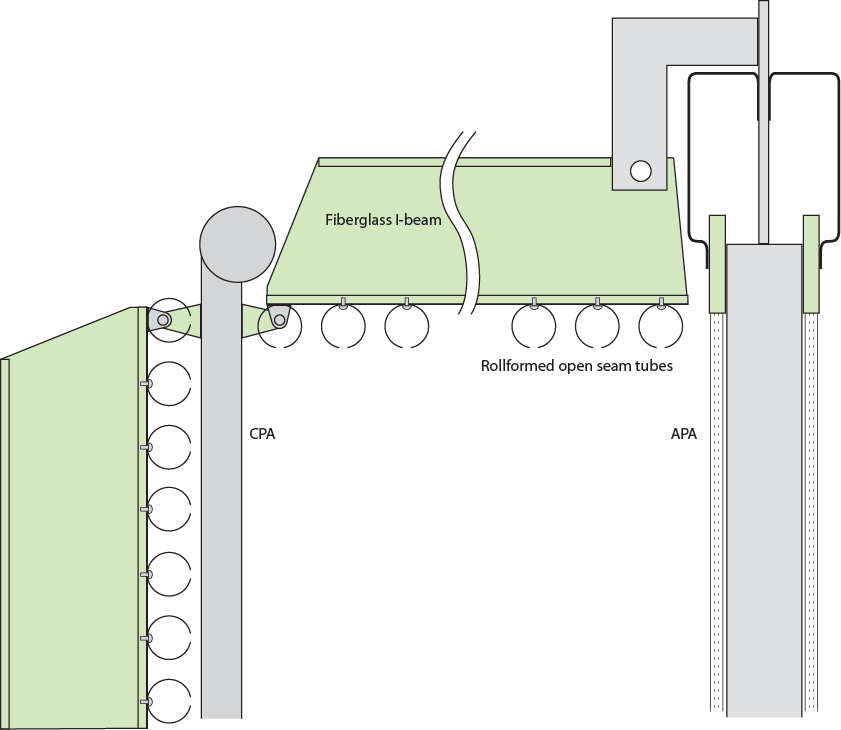 Fiberglass I-beam
Rollformed open seam tubes
CPA
APA